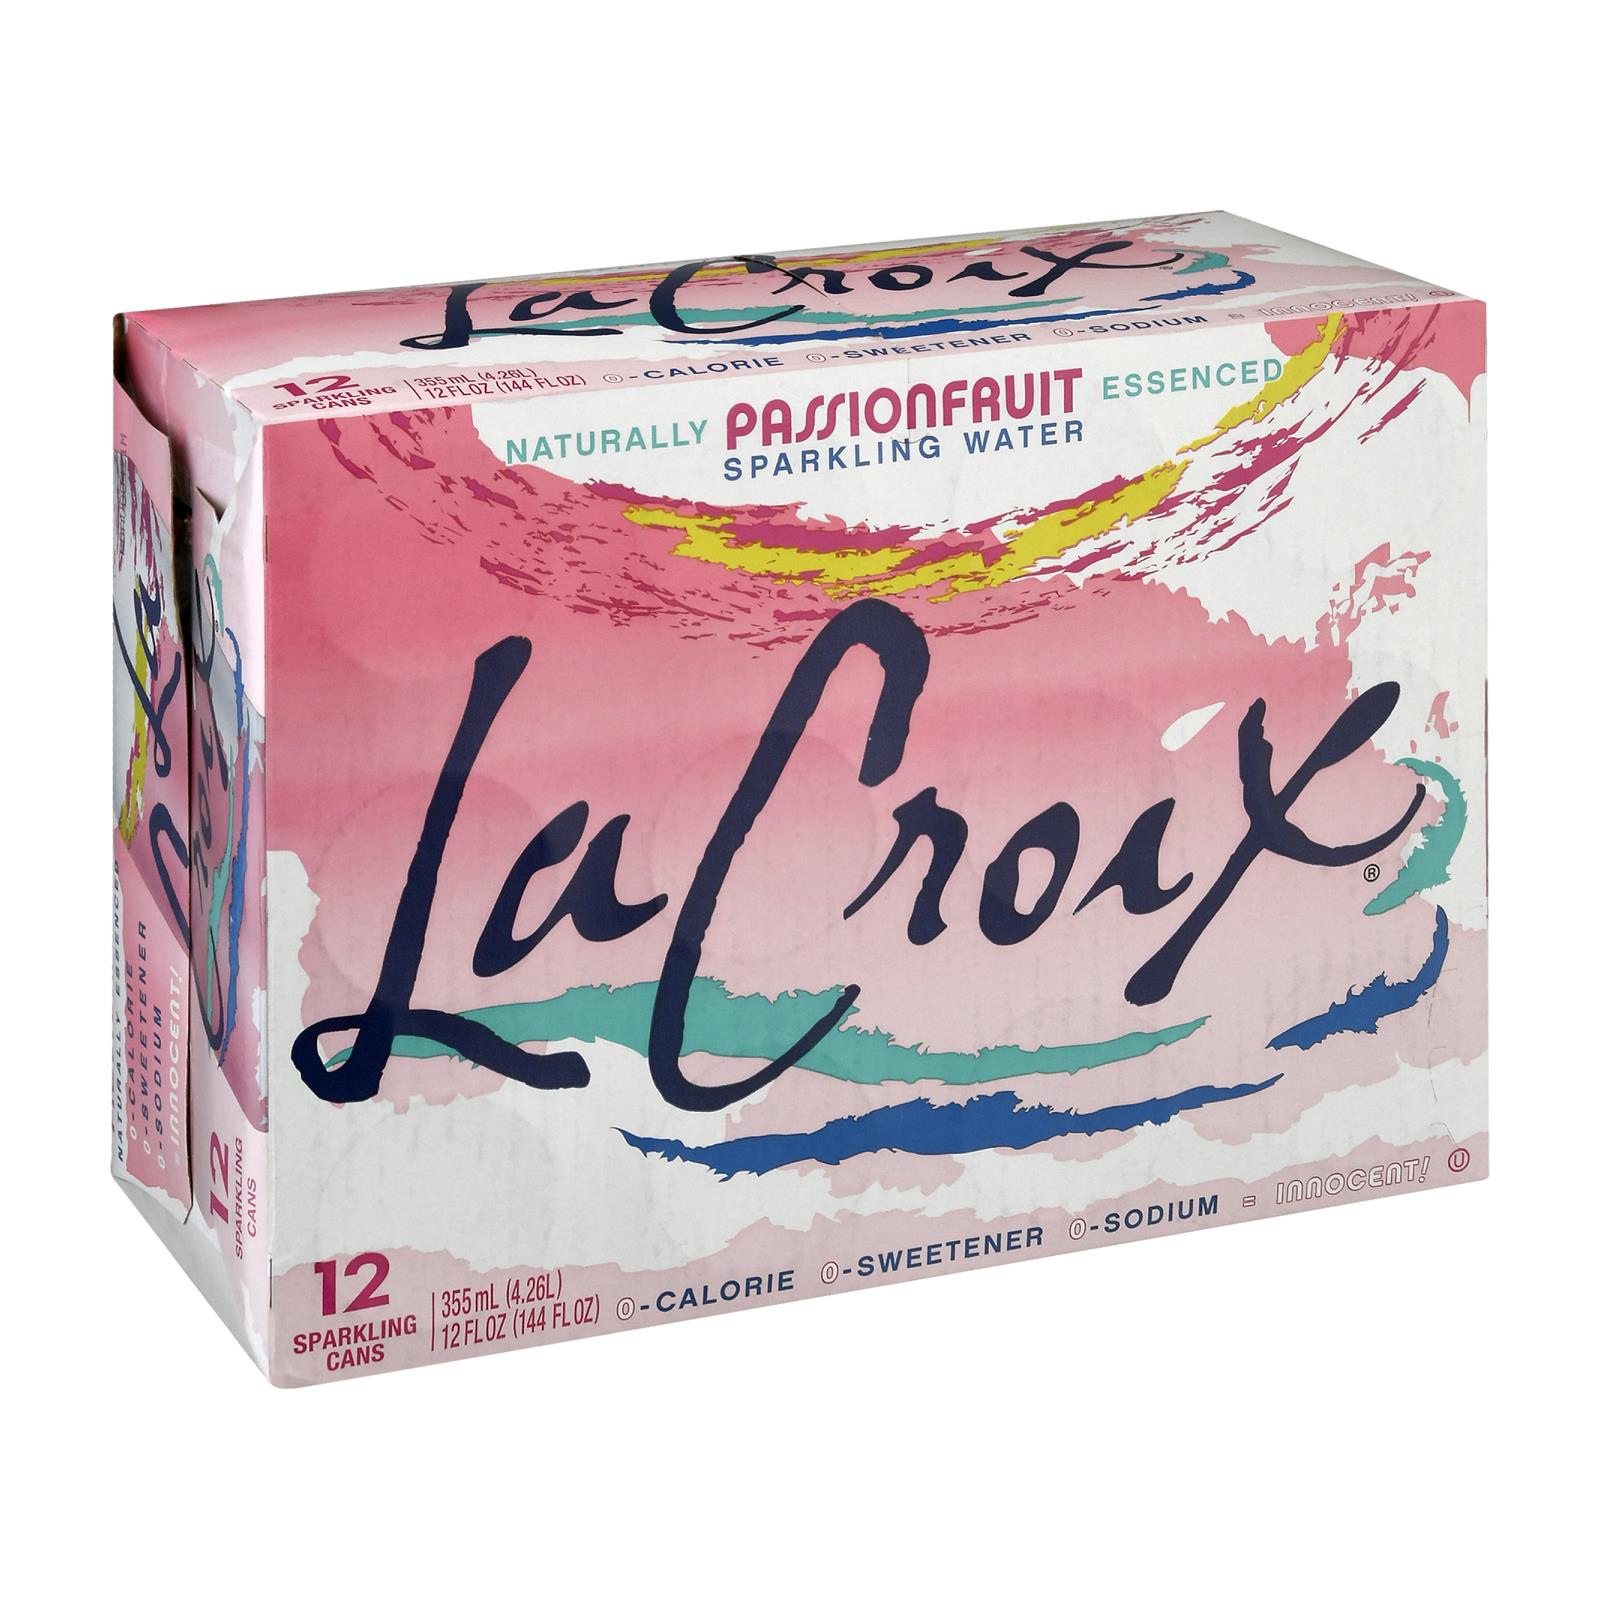 LaCroix®
12
SPARKLING
CANS
355 mL (4.26L)
12 FL OZ (144 FL OZ)
0-CALORIE 0-SWEETENER 0-SODIUM = INNOCENT! U
NATURALLY PASSIONFRUIT ESSENCED
SPARKLING WATER
LaCroix®
12
SPARKLING
CANS
355 mL (4.26L)
12 FL OZ (144 FL OZ)
0-CALORIE 0-SWEETENER 0-SODIUM = INNOCENT! U
LaCroix
NATURALLY ESSENCED
0-CALORIE
0-SWEETENER
0-SODIUM
= INNOCENT!
12
SPARKLING
CANS